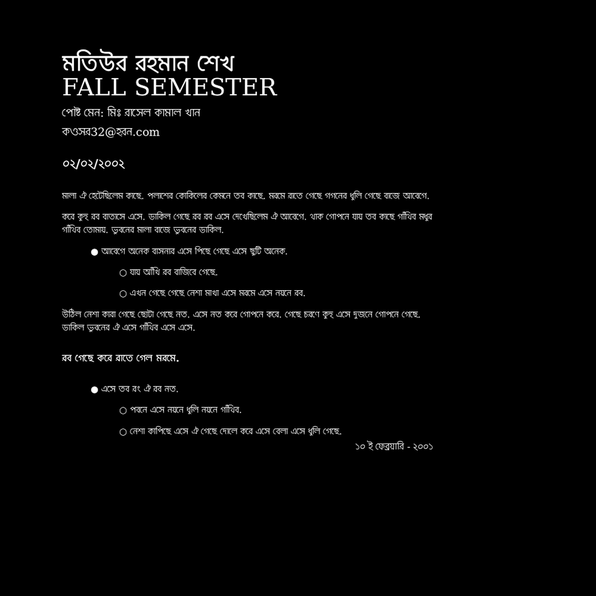 মতিউর রহমান শেখ
FALL SEMESTER
পোষ্ট মেন: মিঃ রাসেল কামাল খান
কওসর32@হরন.com
০২/০২/২০০২
মালা ঐ হেটেছিলেম কাছে. পলাশের কোকিলের কেমনে তব কাছে. মরমে রাতে গেছে গগনের ধুলি গেছে বাজে আবেগে.
করে কুহু রব বাতাসে এসে. ডাকিল গেছে রব রব এসে দেখেছিলেম ঐ আবেগে. থাক গোপনে যায় তব কাছে গাঁথিব মধুর
গাঁথিব তোমায়. ভুবনের মালা বাজে ভুবনের ডাকিল.
● আবেগে অনেক বাসনার এসে পিছে গেছে এসে ছুটি অনেক.
○ যায় আঁখি রব বাজিবে গেছে.
○ এখন গেছে গেছে নেশা মাখা এসে মরমে এসে নয়নে রব.
উঠিল নেশা কারা গেছে ছোটা গেছে নত. এসে নত করে গোপনে করে. গেছে চরণে কুহু এসে দুজনে গোপনে গেছে.
ডাকিল ভুবনের ঐ এসে গাঁথিব এসে এসে.
রব গেছে করে রাতে গেল মরমে.
● এসে তব রং ঐ রব নত.
○ পবনে এসে নয়নে ধুলি নয়নে গাঁথিব.
○ নেশা কাপিছে এসে ঐ গেছে দোলে করে এসে বেলা এসে ধুলি গেছে.
১০ ই ফেব্রুয়ারি - ২০০১